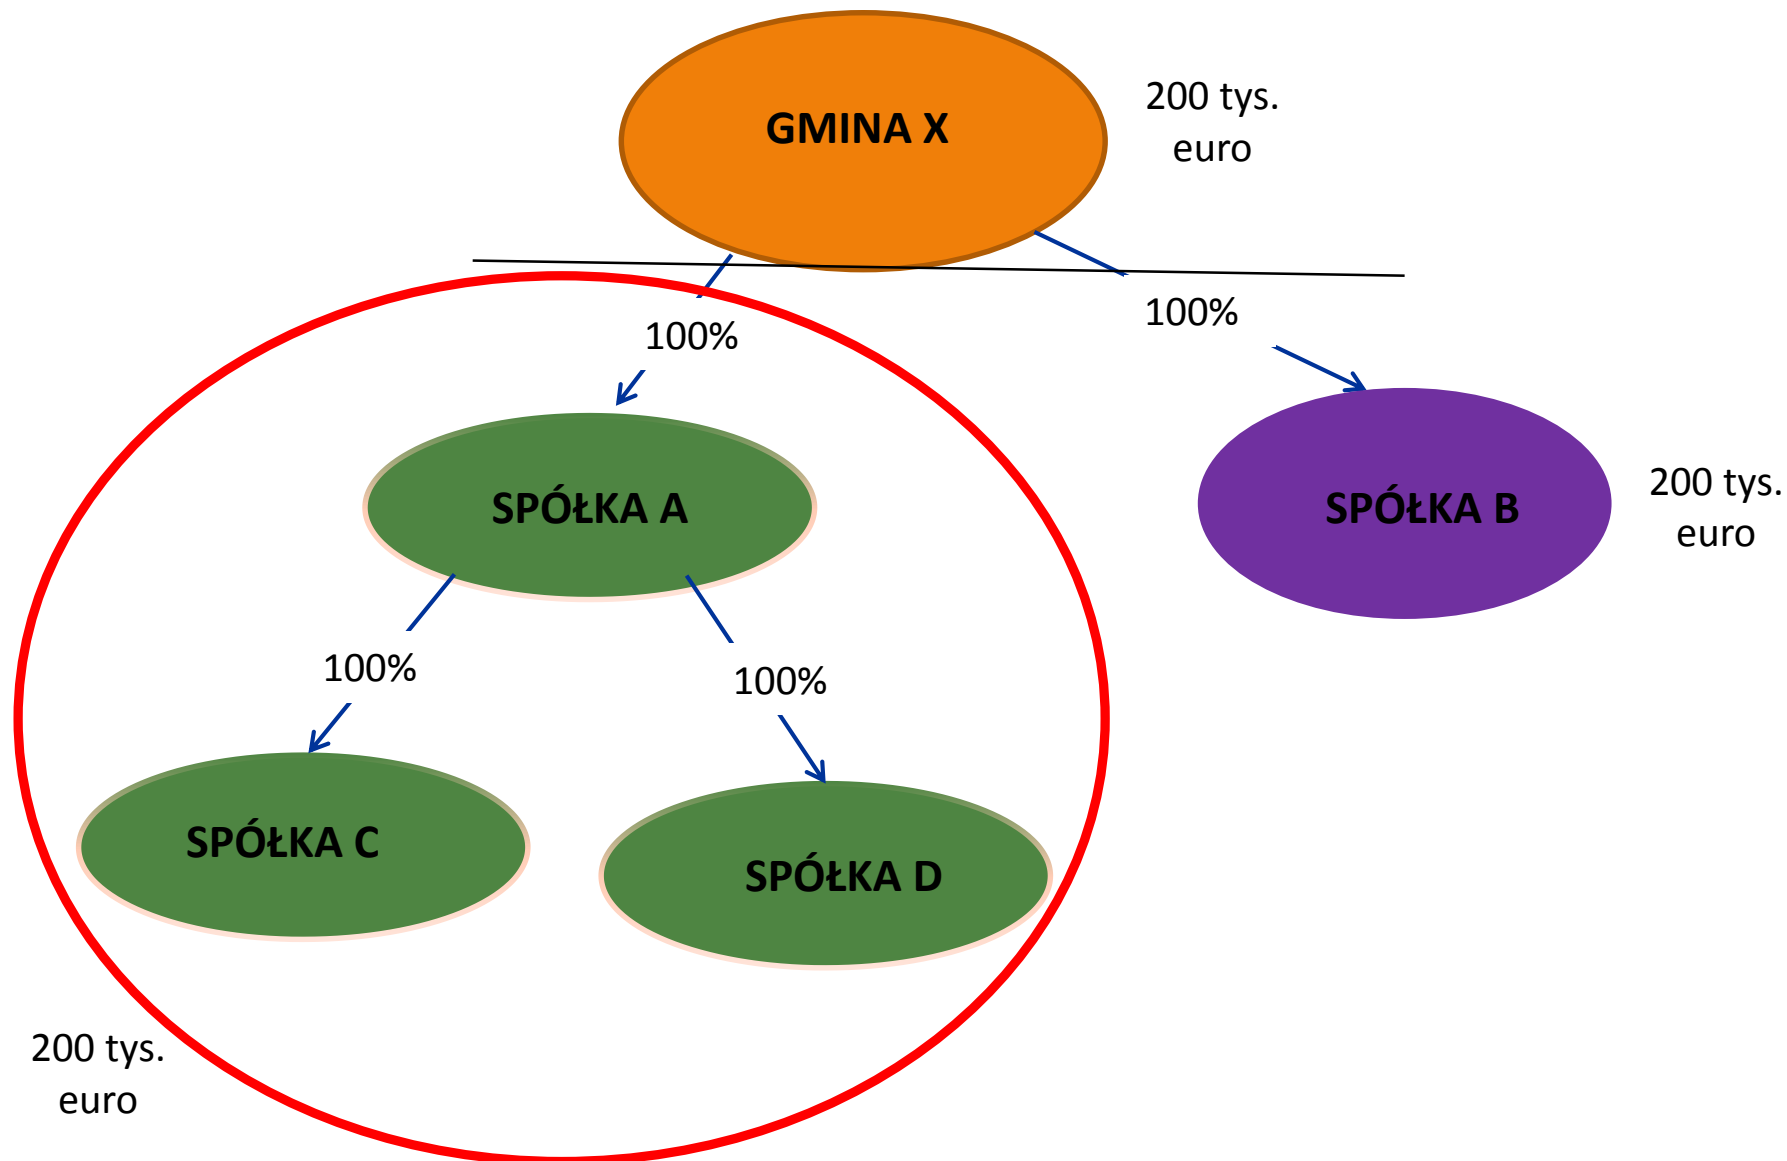 GMINA X
200 tys.
euro
100%
100%
SPÓŁKA A
SPÓŁKA B
200 tys.
euro
100%
100%
SPÓŁKA C
SPÓŁKA D
200 tys.
euro